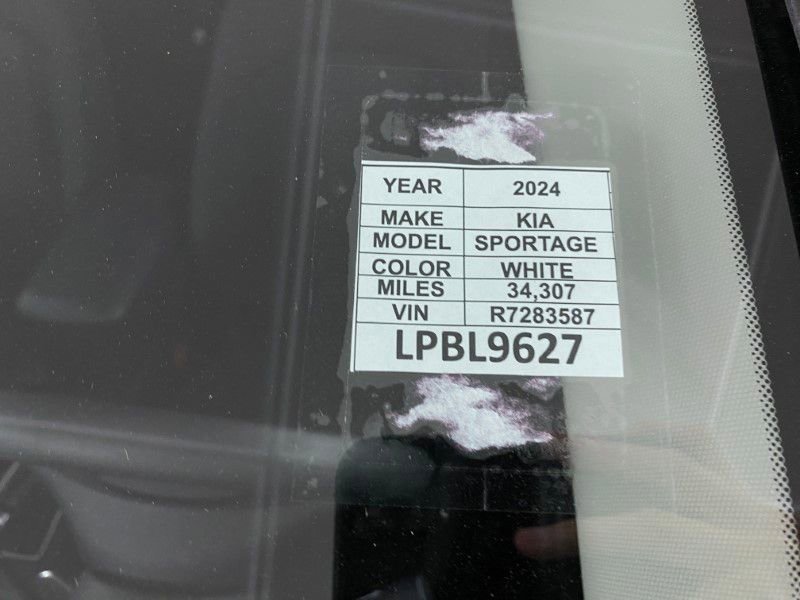 YEAR 2024
MAKE KIA
MODEL SPORTAGE
COLOR WHITE
MILES 34,307
VIN R7283587
LPBL9627